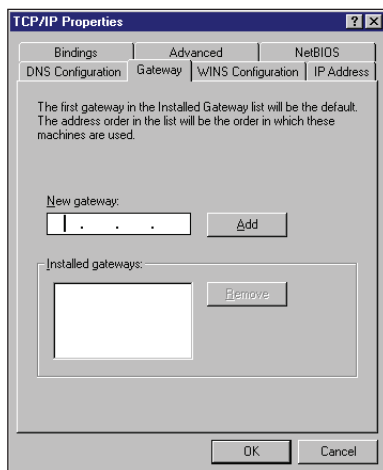 TCP/IP Properties
Bindings Advanced NetBIOS
DNS Configuration Gateway WINS Configuration IP Address
The first gateway in the Installed Gateway list will be the default.
The address order in the list will be the order in which these
machines are used.
New gateway:
. . .
Add
Installed gateways:
Remove
OK Cancel